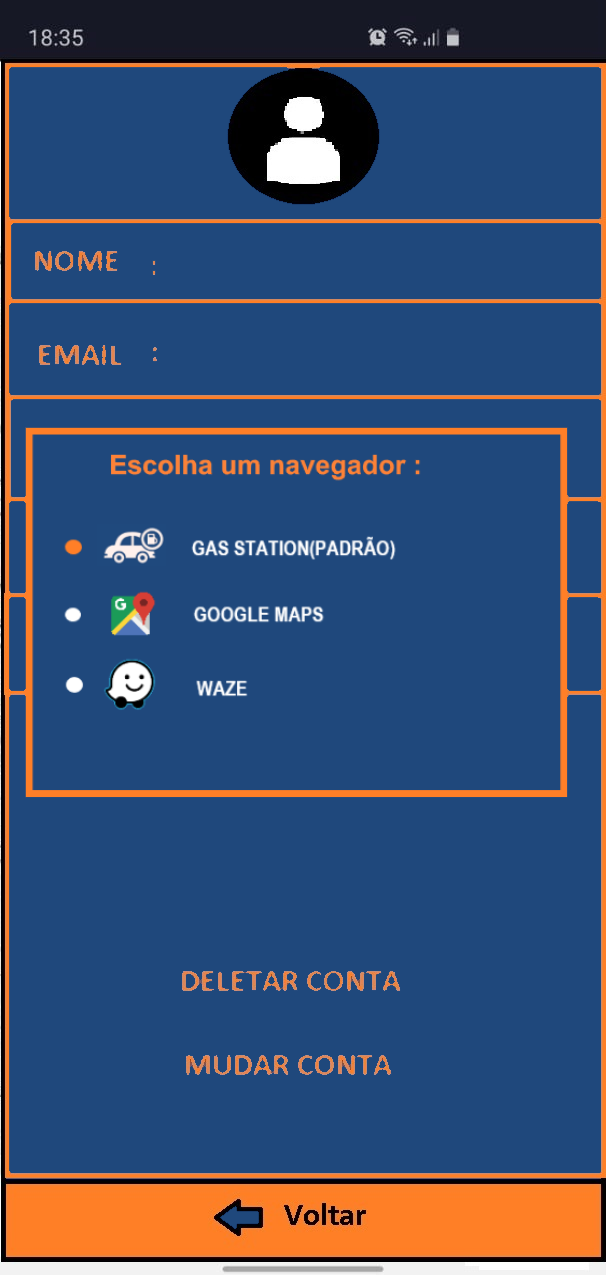 18:35
NOME :
EMAIL :
Escolha um navegador :
GAS STATION(PADRÃO)
G
GOOGLE MAPS
WAZE
DELETAR CONTA
MUDAR CONTA
Voltar